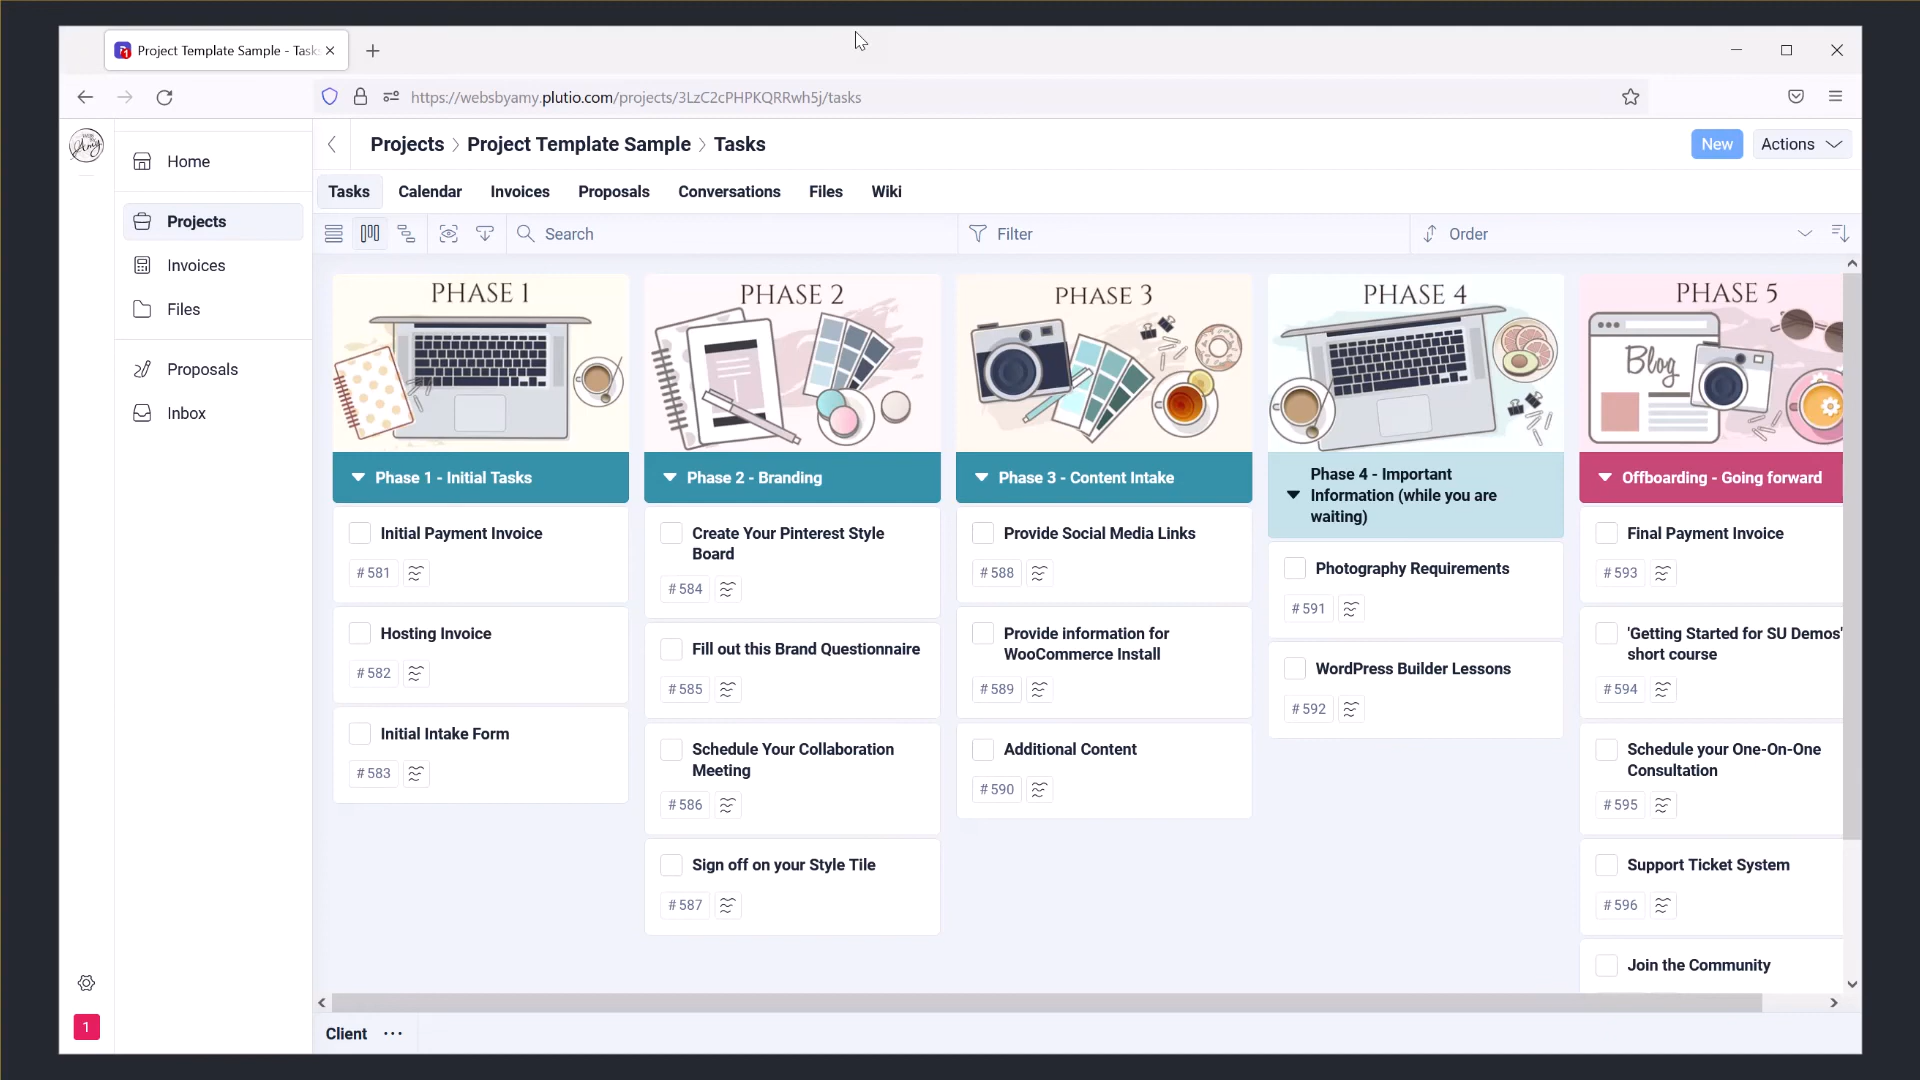 Project Template Sample - Tasks
https://websbyamy.plutio.com/projects/3LzC2cPHPKQRRwh5j/tasks
Home
Projects
Invoices
Files
Proposals
Inbox
1
Projects > Project Template Sample > Tasks
New
Actions
Tasks
Calendar
Invoices
Proposals
Conversations
Files
Wiki
Search
Filter
Order
PHASE 1
Phase 1 - Initial Tasks
Initial Payment Invoice
# 581
Hosting Invoice
# 582
Initial Intake Form
# 583
PHASE 2
Phase 2 - Branding
Create Your Pinterest Style
Board
# 584
Fill out this Brand Questionnaire
# 585
Schedule Your Collaboration
Meeting
# 586
Sign off on your Style Tile
# 587
PHASE 3
Phase 3 - Content Intake
Provide Social Media Links
# 588
Provide information for
WooCommerce Install
# 589
Additional Content
# 590
PHASE 4
Phase 4 - Important
Information (while you are
waiting)
Photography Requirements
# 591
WordPress Builder Lessons
# 592
PHASE 5
Blog
Offboarding - Going forward
Final Payment Invoice
# 593
'Getting Started for SU Demos'
short course
# 594
Schedule your One-On-One
Consultation
# 595
Support Ticket System
# 596
Join the Community
Client